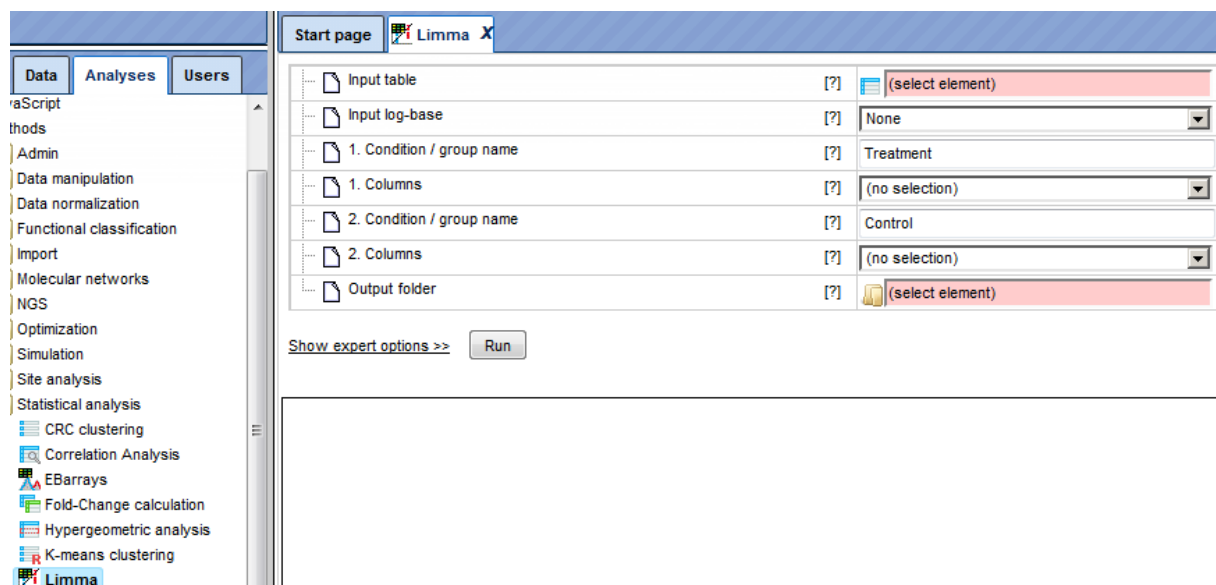 Start page
Limma X
Data Analyses Users
aScript
thods
Admin
Data manipulation
Data normalization
Functional classification
Import
Molecular networks
NGS
Optimization
Simulation
Site analysis
Statistical analysis
CRC clustering
Correlation Analysis
EBarrays
Fold-Change calculation
Hypergeometric analysis
K-means clustering
Limma
Input table [?] (select element)
Input log-base [?] None
1. Condition / group name [?] Treatment
1. Columns [?] (no selection)
2. Condition / group name [?] Control
2. Columns [?] (no selection)
Output folder [?] (select element)
Show expert options >> Run